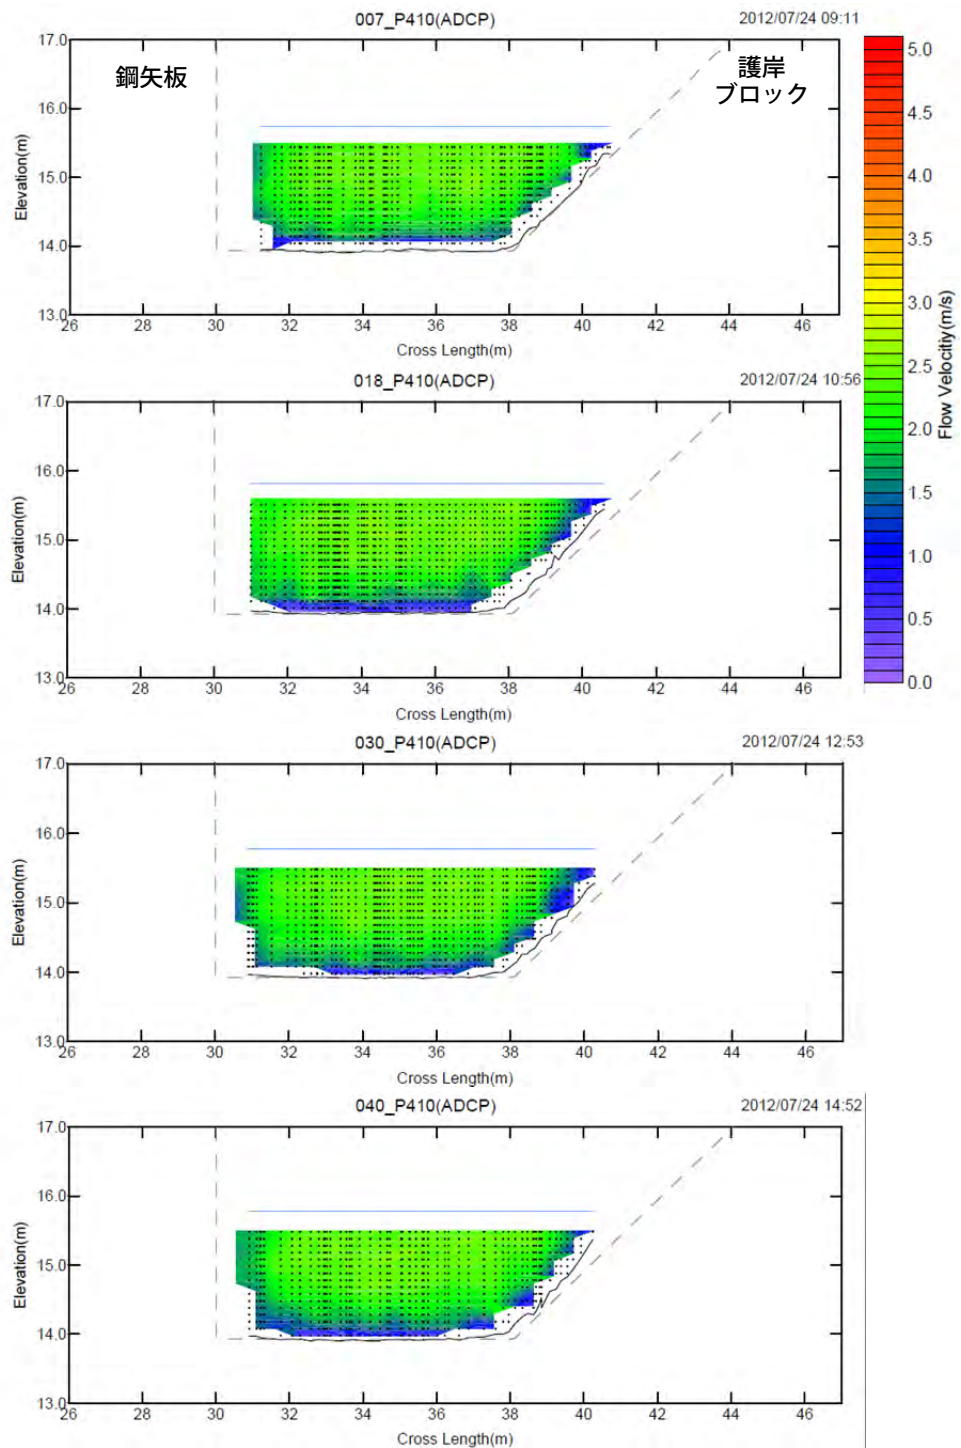 007_P410(ADCP)
2012/07/24 09:11
鋼矢板
護岸
ブロック
17.0
16.0
15.0
14.0
13.0
Elevation(m)
26 28 30 32 34 36 38 40 42 44 46
Cross Length(m)
018_P410(ADCP)
2012/07/24 10:56
17.0
16.0
15.0
14.0
13.0
Elevation(m)
26 28 30 32 34 36 38 40 42 44 46
Cross Length(m)
030_P410(ADCP)
2012/07/24 12:53
17.0
16.0
15.0
14.0
13.0
Elevation(m)
26 28 30 32 34 36 38 40 42 44 46
Cross Length(m)
040_P410(ADCP)
2012/07/24 14:52
17.0
16.0
15.0
14.0
13.0
Elevation(m)
26 28 30 32 34 36 38 40 42 44 46
Cross Length(m)
5.0
4.5
4.0
3.5
3.0
2.5
2.0
1.5
1.0
0.5
0.0
Flow Velocitiy(m/s)